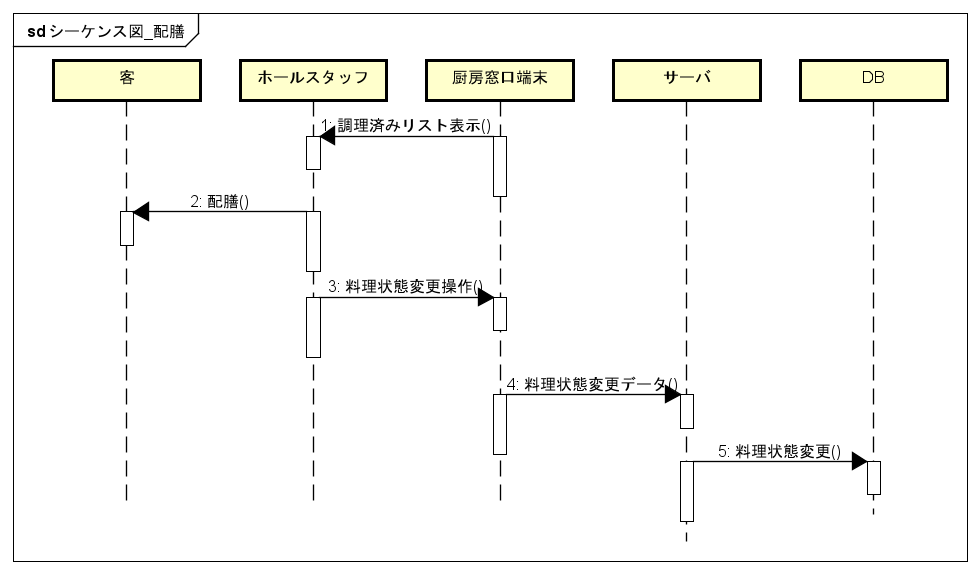 sd シーケンス図_配膳
客
ホールスタッフ
厨房窓口端末
サーバ
DB
1: 調理済みリスト表示()
2: 配膳()
3: 料理状態変更操作()
4: 料理状態変更データ()
5: 料理状態変更()